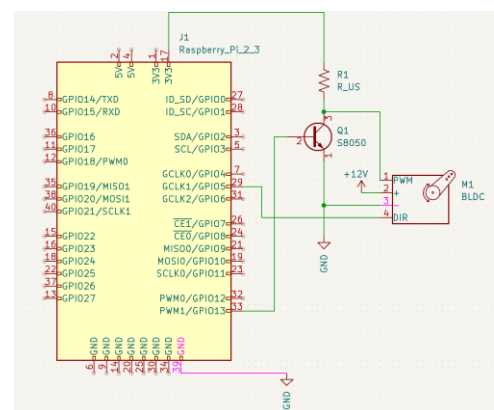 J1
Raspberry_Pi_2_3
2 4 1 17
5V 5V 3V3 3V3
8 GPIO14/TXD ID_SD/GPIO0 27
10 GPIO15/RXD ID_SC/GPIO1 28
36 GPIO16 SDA/GPIO2 3
11 GPIO17 SCL/GPIO3 5
12 GPIO18/PWM0
GCLK0/GPIO4 7
35 GPIO19/MISO1 GCLK1/GPIO5 29
38 GPIO20/MOSI1 GCLK2/GPIO6 31
40 GPIO21/SCLK1
CE1/GPIO7 26
15 GPIO22 CE0/GPIO8 24
16 GPIO23 MISO0/GPIO9 21
18 GPIO24 MOSI0/GPIO10 19
22 GPIO25 SCLK0/GPIO11 23
37 GPIO26
13 GPIO27 PWM0/GPIO12 32
PWM1/GPIO13 33
GND GND GND GND GND GND GND GND
6 9 14 20 25 30 34 39
GND
R1
R_US
3
2
1
Q1
S8050
+12V
GND
1 PWM
2 +
3 -
4 DIR
M1
BLDC